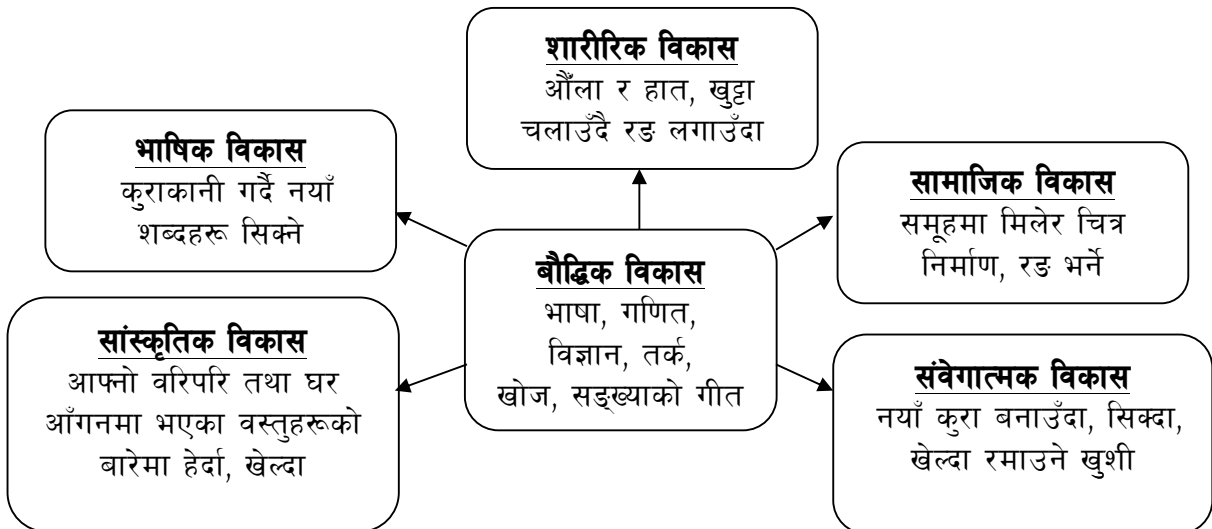 शारीरिक विकास
औँला र हात, खुट्टा
चलाउँदै रङ लगाउँदा
भाषिक विकास
कुराकानी गर्दै नयाँ
शब्दहरू सिक्ने
सामाजिक विकास
समूहमा मिलेर चित्र
निर्माण, रङ भर्ने
बौद्धिक विकास
भाषा, गणित,
विज्ञान, तर्क,
खोज, सङ्ख्याको गीत
सांस्कृतिक विकास
आफ्नो वरिपरि तथा घर
आँगनमा भएका वस्तुहरूको
बारेमा हेर्दा, खेल्दा
संवेगात्मक विकास
नयाँ कुरा बनाउँदा, सिक्दा,
खेल्दा रमाउने खुशी